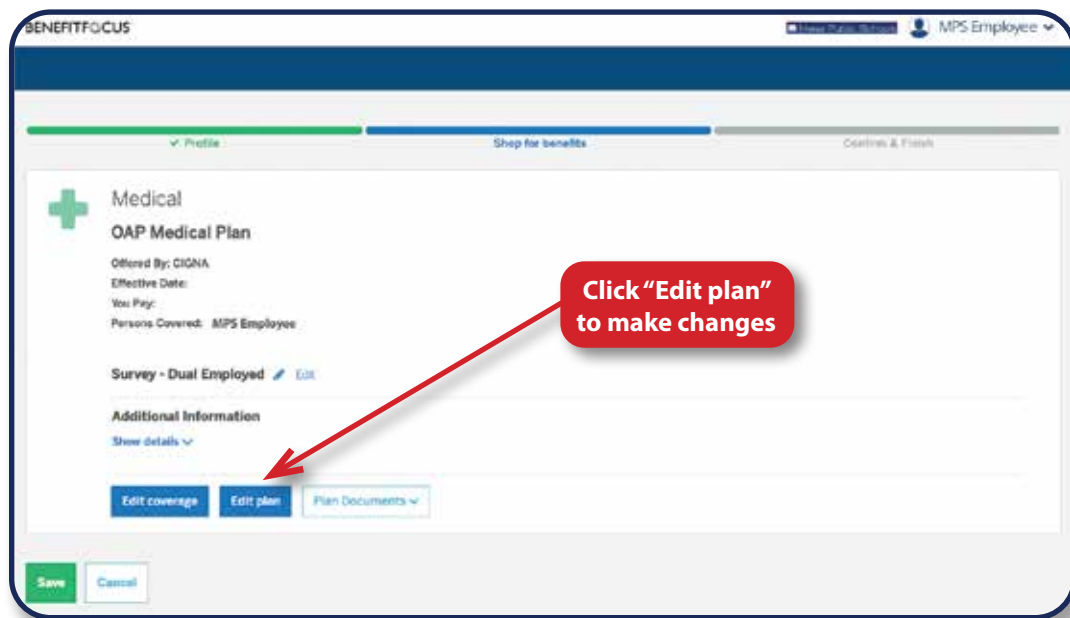 BENEFITFOCUS
MPS Employee
Profile
Shop for benefits
Confirm & Finish
Medical
OAP Medical Plan
Offered By: CIGNA
Effective Date:
You Pay:
Persons Covered: MPS Employee
Click “Edit plan”
to make changes
Survey - Dual Employed Edit
Additional Information
Show details
Edit coverage Edit plan Plan Documents
Save Cancel